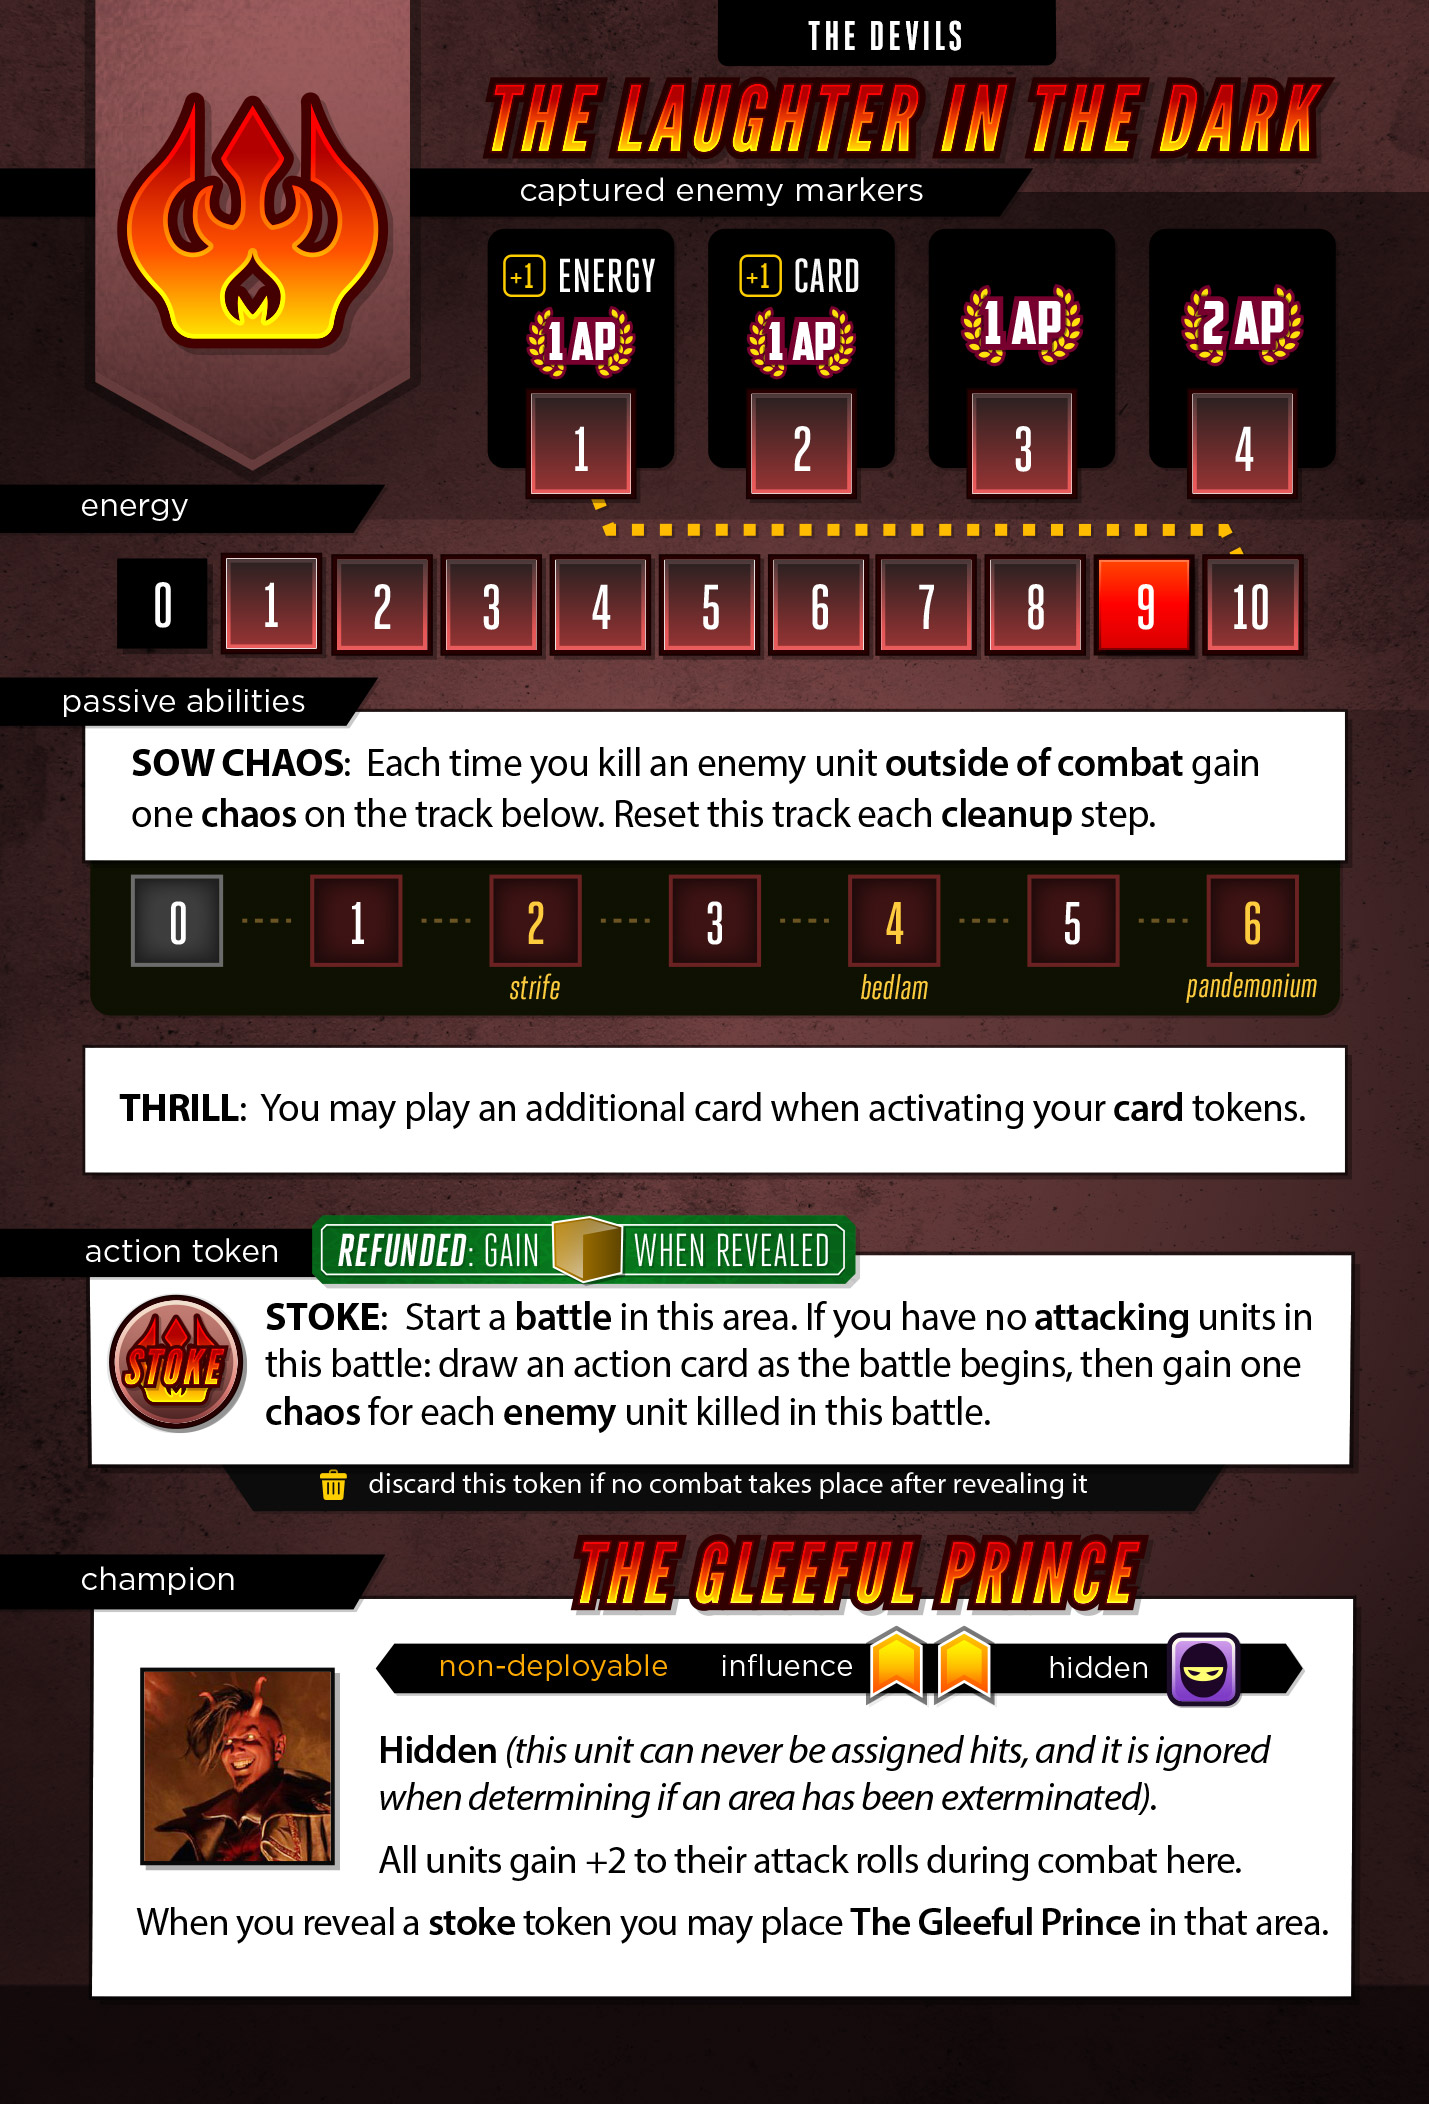 THE DEVILS
THE LAUGHTER IN THE DARK
captured enemy markers
+1 ENERGY
1 AP
1
+1 CARD
1 AP
2
1 AP
3
2 AP
4
energy
0 1 2 3 4 5 6 7 8 9 10
passive abilities
SOW CHAOS: Each time you kill an enemy unit outside of combat gain
one chaos on the track below. Reset this track each cleanup step.
0 1 2 3 4 5 6
strife bedlam pandemonium
THRILL: You may play an additional card when activating your card tokens.
action token
REFUNDED: GAIN WHEN REVEALED
STOKE
STOKE: Start a battle in this area. If you have no attacking units in
this battle: draw an action card as the battle begins, then gain one
chaos for each enemy unit killed in this battle.
discard this token if no combat takes place after revealing it
champion
THE GLEEFUL PRINCE
non-deployable influence hidden
Hidden (this unit can never be assigned hits, and it is ignored
when determining if an area has been exterminated).
All units gain +2 to their attack rolls during combat here.
When you reveal a stoke token you may place The Gleeful Prince in that area.